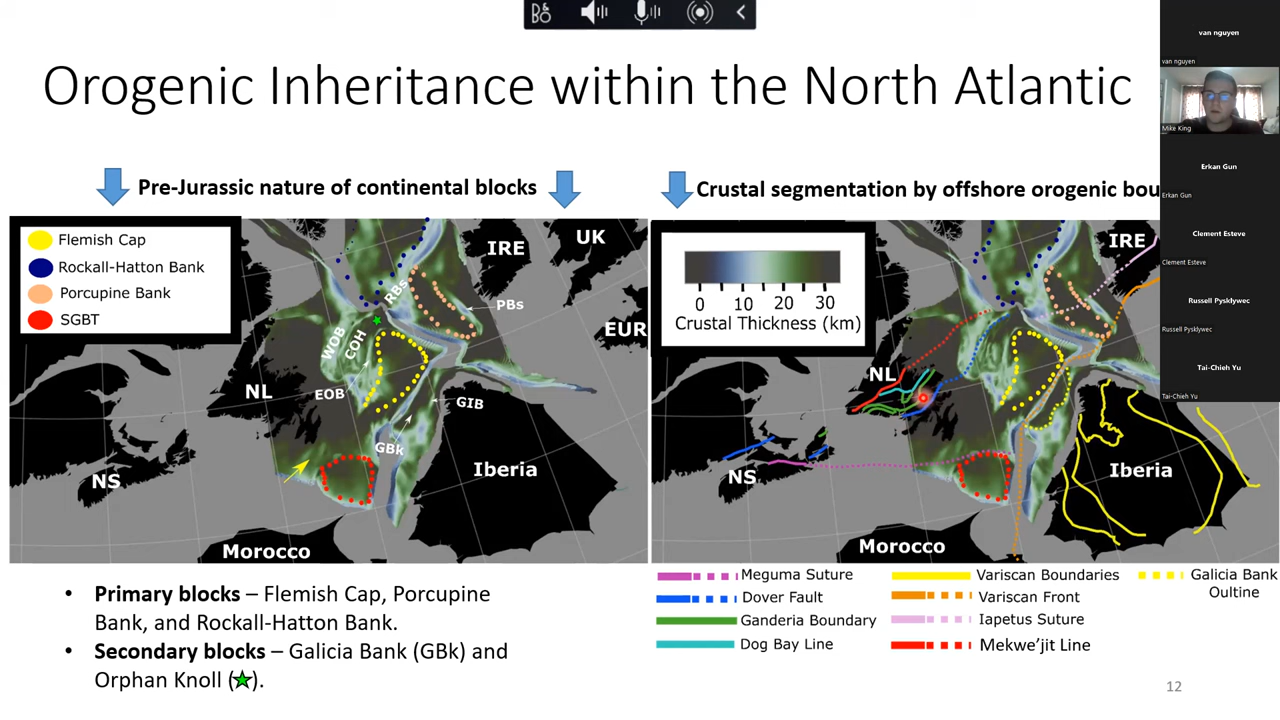 Orogenic Inheritance within the North Atlantic
Pre-Jurassic nature of continental blocks
Crustal segmentation by offshore orogenic bou
Flemish Cap
Rockall-Hatton Bank
Porcupine Bank
SGBT
IRE
UK
EUR
RBs
PBs
WOB
COH
EOB
NL
GIB
GBk
NS
Iberia
Morocco
0 10 20 30
Crustal Thickness (km)
IRE
NL
NS
Iberia
Morocco
Meguma Suture
Dover Fault
Ganderia Boundary
Dog Bay Line
Variscan Boundaries
Variscan Front
Iapetus Suture
Mekwe’jit Line
Galicia Bank
Oultine
• Primary blocks – Flemish Cap, Porcupine
Bank, and Rockall-Hatton Bank.
• Secondary blocks – Galicia Bank (GBk) and
Orphan Knoll (★).
12
van nguyen
van nguyen
Mike King
Erkan Gun
Erkan Gun
Clement Esteve
Clement Esteve
Russell Pysklywec
Russell Pysklywec
Tai-Chieh Yu
Tai-Chieh Yu